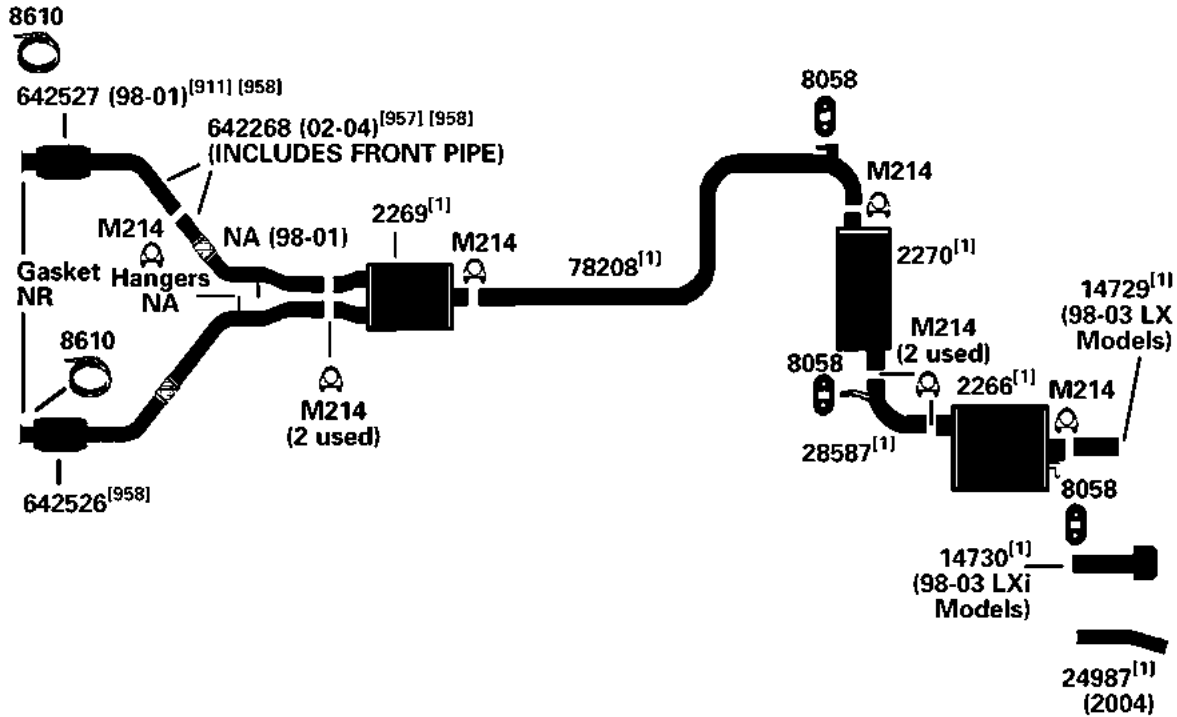 8610
642527 (98-01)[911] [958]
642268 (02-04)[957] [958]
(INCLUDES FRONT PIPE)
8058
M214
M214
NA (98-01)
2269[1]
M214
78208[1]
2270[1]
Gasket
NR
Hangers
NA
14729[1]
(98-03 LX
Models)
8610
M214
(2 used)
8058
2266[1]
M214
M214
(2 used)
28587[1]
642526[958]
8058
14730[1]
(98-03 LXi
Models)
24987[1]
(2004)